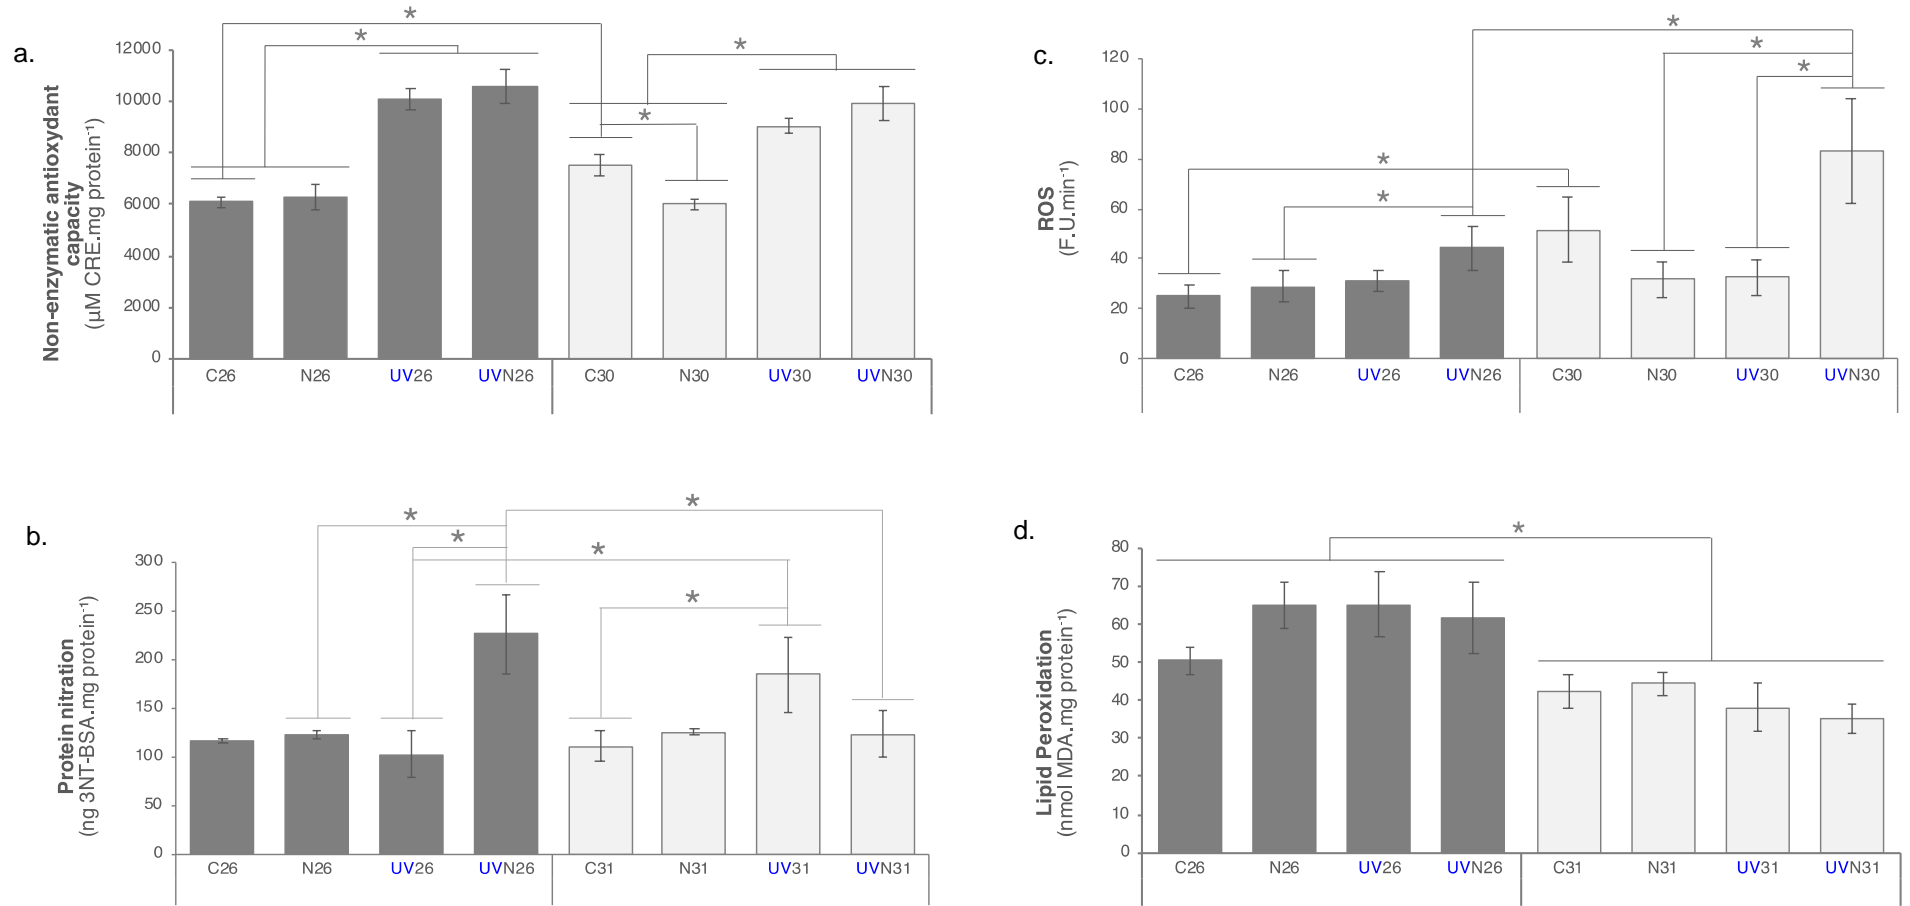 a.
Non-enzymatic antioxydant
capacity
(µM CRE.mg protein⁻¹)
12000
10000
8000
6000
4000
2000
0
*
*
*
*
C26 N26 UV26 UVN26 C30 N30 UV30 UVN30
c.
ROS
(F.U.min⁻¹)
120
100
80
60
40
20
0
*
*
*
*
*
C26 N26 UV26 UVN26 C30 N30 UV30 UVN30
b.
Protein nitration
(ng 3NT-BSA.mg protein⁻¹)
300
250
200
150
100
50
0
*
*
*
*
*
C26 N26 UV26 UVN26 C31 N31 UV31 UVN31
d.
Lipid Peroxidation
(nmol MDA.mg protein⁻¹)
80
70
60
50
40
30
20
10
0
*
C26 N26 UV26 UVN26 C31 N31 UV31 UVN31